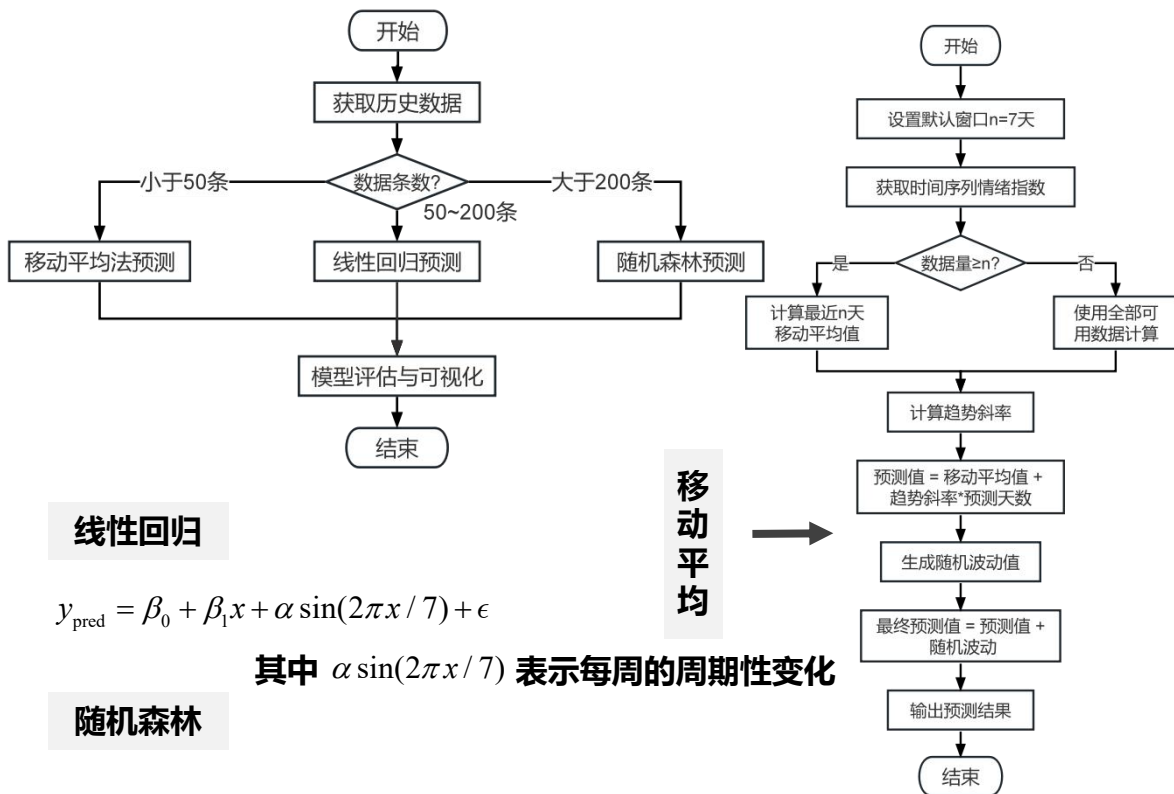 开始
获取历史数据
数据条数?
小于50条
50~200条
大于200条
移动平均法预测
线性回归预测
随机森林预测
模型评估与可视化
结束
线性回归
y_pred = β₀ + β₁x + α sin(2πx / 7) + ϵ
其中 α sin(2πx / 7) 表示每周的周期性变化
随机森林
移
动
平
均
开始
设置默认窗口n=7天
获取时间序列情绪指数
数据量≥n?
是
否
计算最近n天
移动平均值
使用全部可
用数据计算
计算趋势斜率
预测值 = 移动平均值 +
趋势斜率*预测天数
生成随机波动值
最终预测值 = 预测值 +
随机波动
输出预测结果
结束